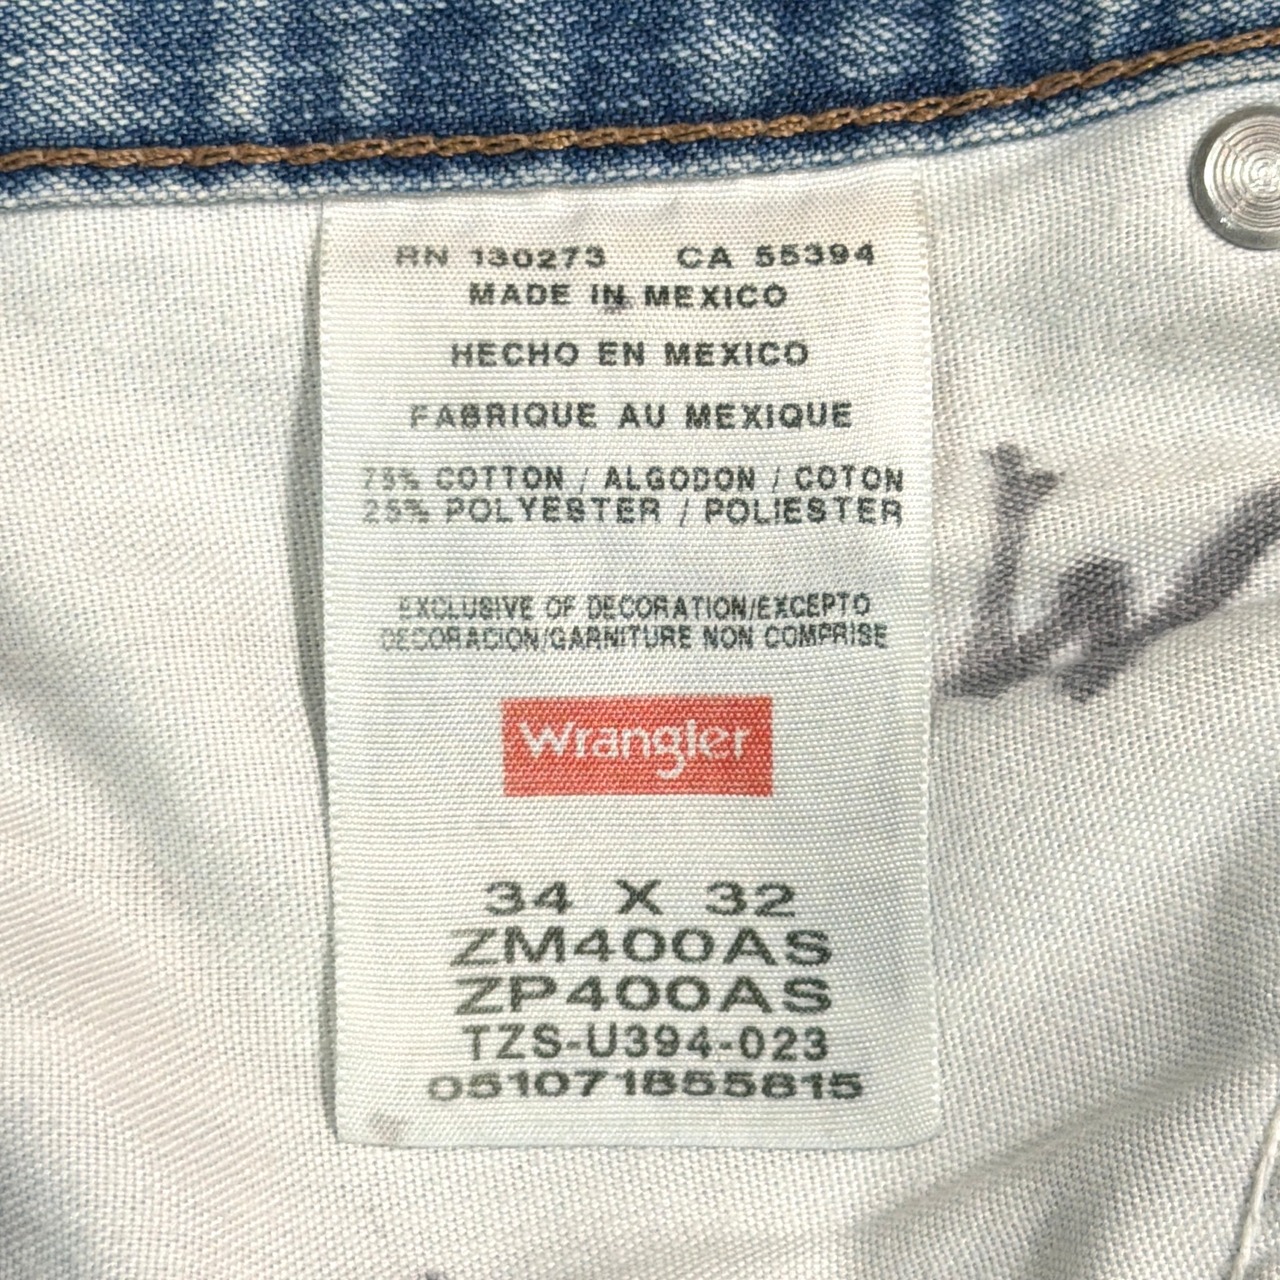 RN 130273 CA 55394
MADE IN MEXICO
HECHO EN MEXICO
FABRIQUE AU MEXIQUE
75% COTTON / ALGODON / COTON
25% POLYESTER / POLIESTER
EXCLUSIVE OF DECORATION/EXCEPTO
DECORACION/GARNITURE NON COMPRISE
Wrangler
34 X 32
ZM400AS
ZP400AS
TZS-U394-023
051071855815